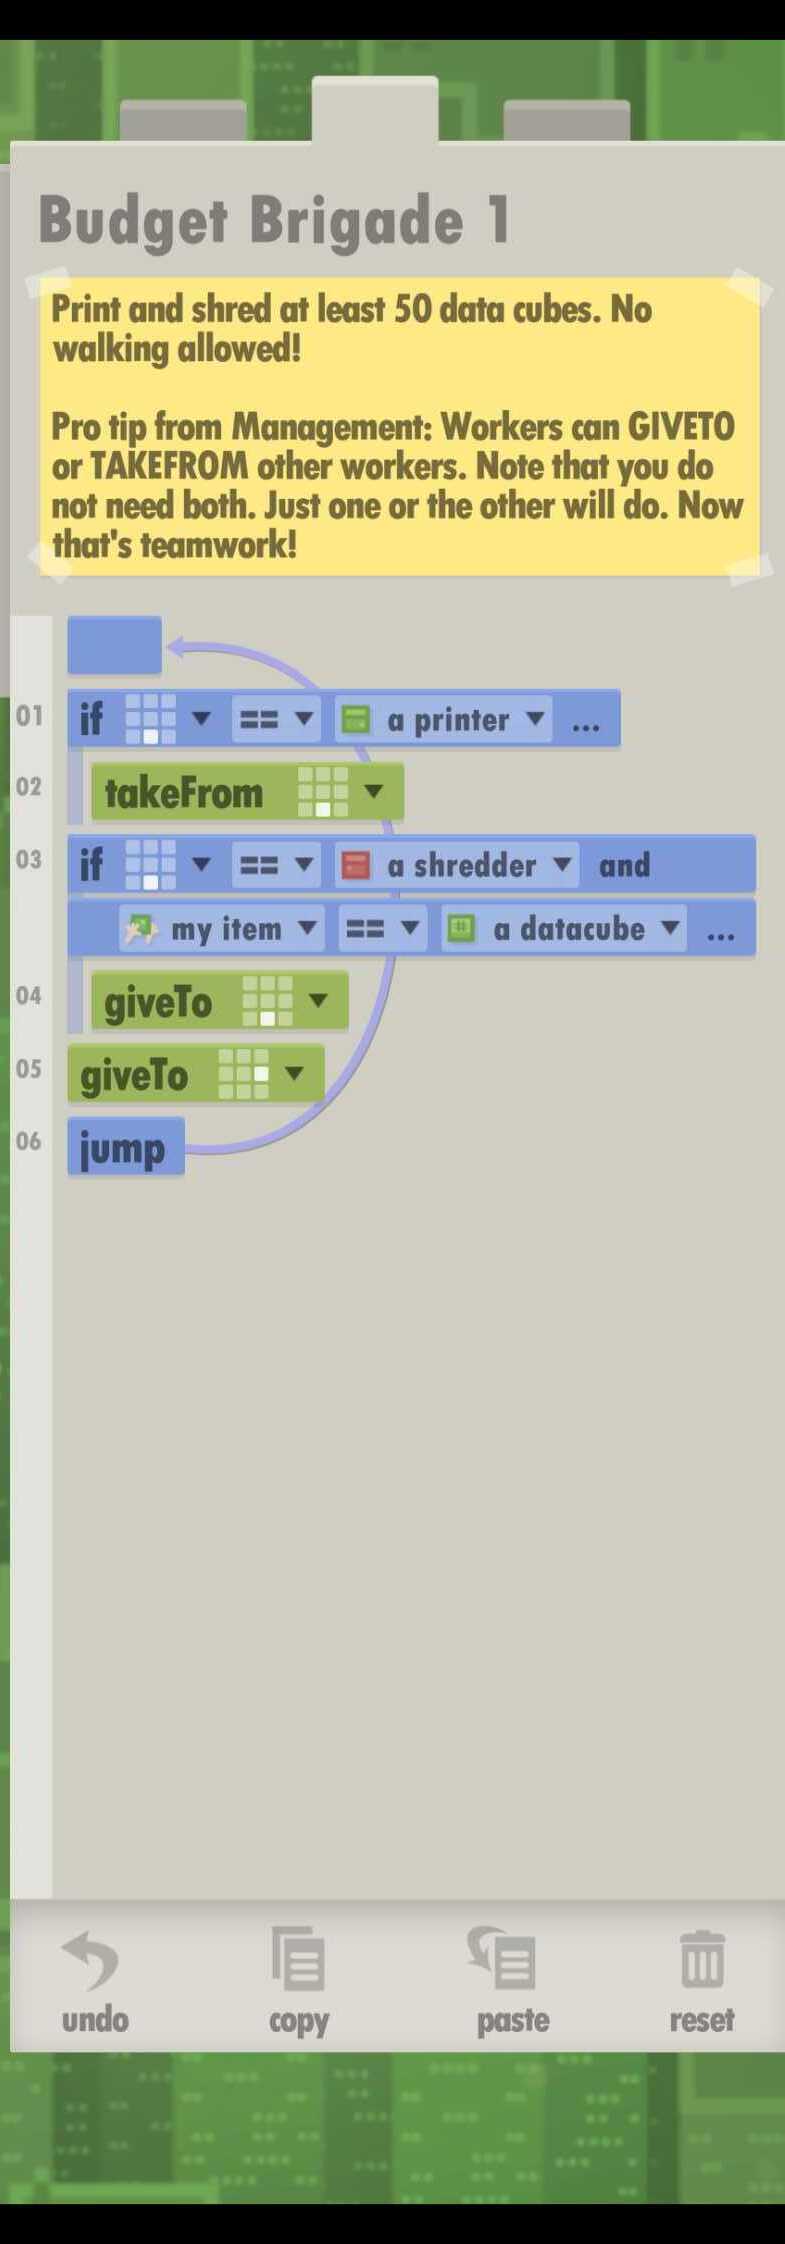 Budget Brigade 1
Print and shred at least 50 data cubes. No
walking allowed!
Pro tip from Management: Workers can GIVETO
or TAKEFROM other workers. Note that you do
not need both. Just one or the other will do. Now
that's teamwork!
01 if == a printer ...
02 takeFrom
03 if == a shredder and
my item == a datacube ...
04 giveTo
05 giveTo
06 jump
undo copy paste reset